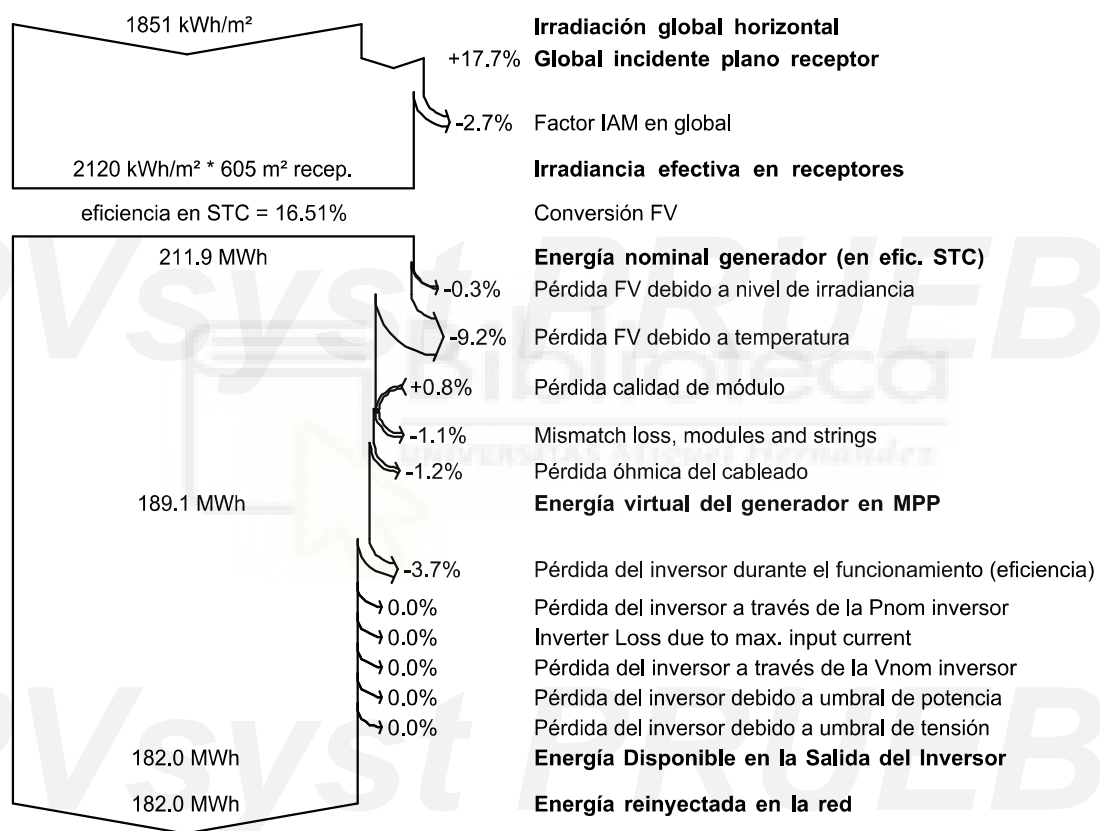 1851 kWh/m² Irradiación global horizontal
+17.7% Global incidente plano receptor
-2.7% Factor IAM en global
2120 kWh/m² * 605 m² recep. Irradiancia efectiva en receptores
eficiencia en STC = 16.51% Conversión FV
PVsyst PRUEB
211.9 MWh Energía nominal generador (en efic. STC)
-0.3% Pérdida FV debido a nivel de irradiancia
-9.2% Pérdida FV debido a temperatura
Biblioteca
+0.8% Pérdida calidad de módulo
-1.1% Mismatch loss, modules and strings
UNIVERSITAS Miguel Hernández
-1.2% Pérdida óhmica del cableado
189.1 MWh Energía virtual del generador en MPP
-3.7% Pérdida del inversor durante el funcionamiento (eficiencia)
0.0% Pérdida del inversor a través de la Pnom inversor
0.0% Inverter Loss due to max. input current
0.0% Pérdida del inversor a través de la Vnom inversor
0.0% Pérdida del inversor debido a umbral de potencia
PVsyst PRUEB
0.0% Pérdida del inversor debido a umbral de tensión
182.0 MWh Energía Disponible en la Salida del Inversor
182.0 MWh Energía reinyectada en la red